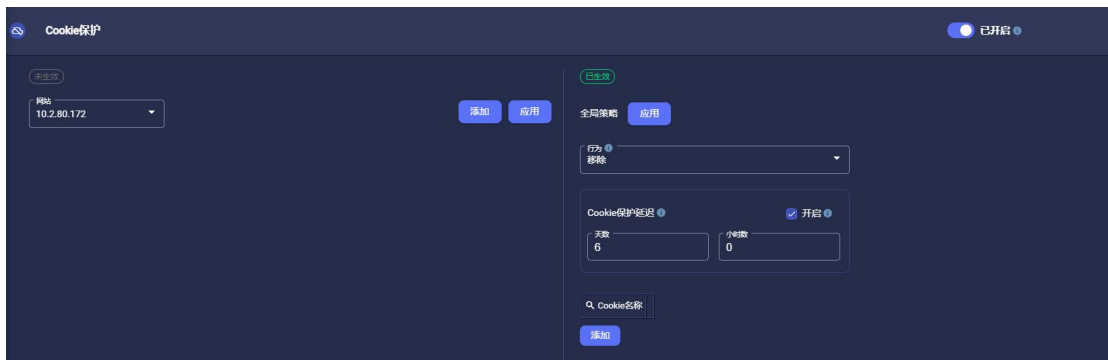 Cookie保护
已开启
未生效
网站
10.2.80.172
添加
应用
已生效
全局策略
应用
行为
移除
Cookie保护延迟
开启
天数
6
小时数
0
Cookie名称
添加